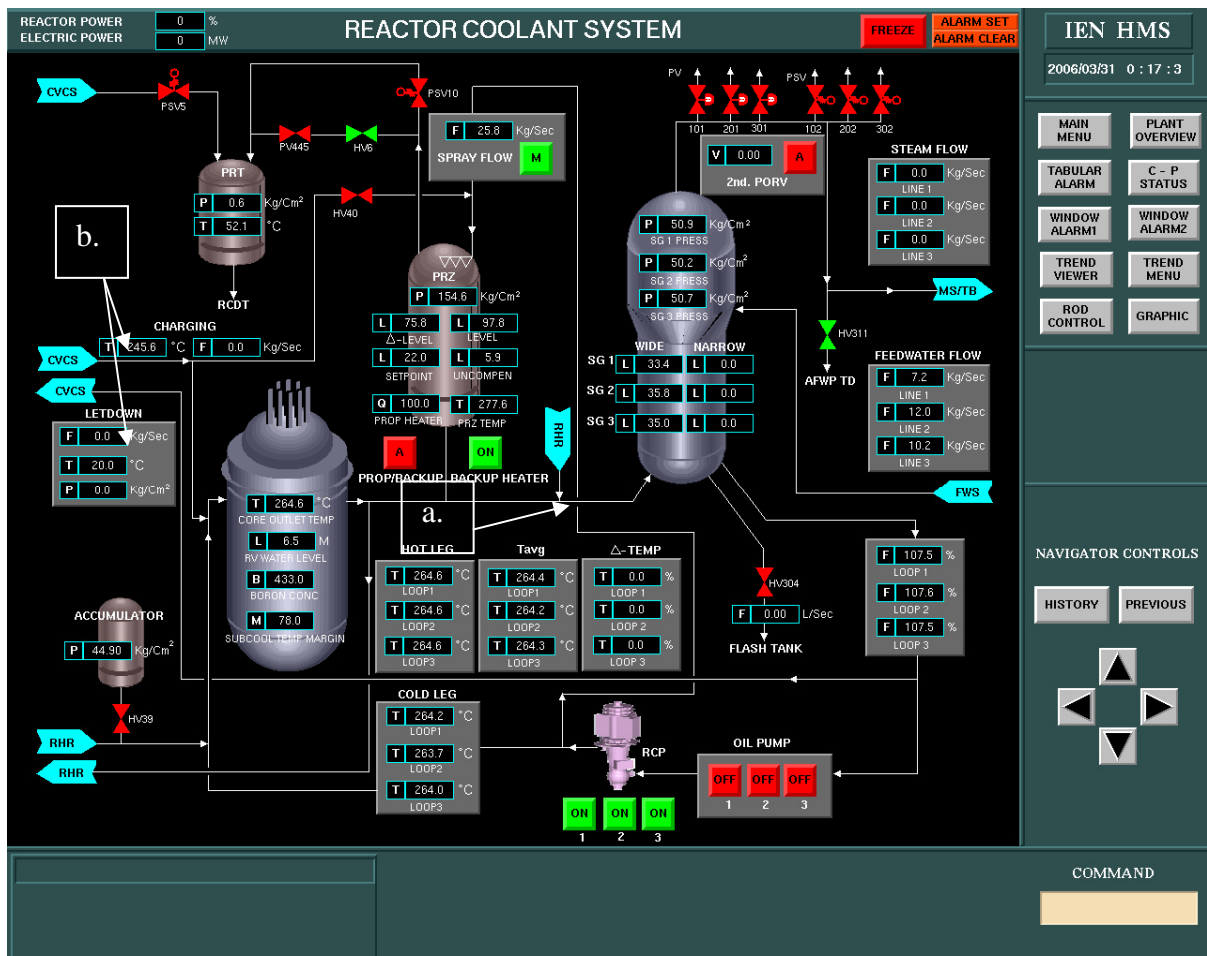 REACTOR POWER 0 %
ELECTRIC POWER 0 MW
REACTOR COOLANT SYSTEM
FREEZE
ALARM SET
ALARM CLEAR
IEN HMS
2006/03/31 0 : 17 : 3
MAIN
MENU
PLANT
OVERVIEW
TABULAR
ALARM
C - P
STATUS
WINDOW
ALARM1
WINDOW
ALARM2
TREND
VIEWER
TREND
MENU
ROD
CONTROL
GRAPHIC
NAVIGATOR CONTROLS
HISTORY
PREVIOUS
COMMAND
CVCS
PSV5
PSV10
PV445
HV6
HV40
F 25.8 Kg/Sec
SPRAY FLOW M
PRT
P 0.6 Kg/Cm²
T 52.1 °C
RCDT
b.
CHARGING
T 245.6 °C F 0.0 Kg/Sec
CVCS
CVCS
LETDOWN
F 0.0 Kg/Sec
T 20.0 °C
P 0.0 Kg/Cm²
PRZ
P 154.6 Kg/Cm²
L 75.8 L 97.8
△-LEVEL LEVEL
L 22.0 L 5.9
SETPOINT UNCOMPEN
Q 100.0 T 277.6
PROP HEATER PRZ TEMP
A ON
PROP/BACKUP BACKUP HEATER
RHR
a.
PV
PSV
101 201 301 102 202 302
V 0.00 A
2nd. PORV
P 50.9 Kg/Cm²
SG 1 PRESS
P 50.2 Kg/Cm²
SG 2 PRESS
P 50.7 Kg/Cm²
SG 3 PRESS
WIDE NARROW
SG 1 L 33.4 L 0.0
SG 2 L 35.8 L 0.0
SG 3 L 35.0 L 0.0
STEAM FLOW
F 0.0 Kg/Sec
LINE 1
F 0.0 Kg/Sec
LINE 2
F 0.0 Kg/Sec
LINE 3
MS/TB
HV311
AFWP TD
FEEDWATER FLOW
F 7.2 Kg/Sec
LINE 1
F 12.0 Kg/Sec
LINE 2
F 10.2 Kg/Sec
LINE 3
FWS
T 264.6 °C
CORE OUTLET TEMP
L 6.5 M
RV WATER LEVEL
B 433.0
BORON CONC
M 78.0
SUBCOOL TEMP MARGIN
HOT LEG
T 264.6 °C
LOOP1
T 264.6 °C
LOOP2
T 264.6 °C
LOOP3
Tavg
T 264.4 °C
LOOP1
T 264.2 °C
LOOP2
T 264.3 °C
LOOP3
△-TEMP
T 0.0 %
LOOP 1
T 0.0 %
LOOP 2
T 0.0 %
LOOP 3
HV304
F 0.00 L/Sec
FLASH TANK
F 107.5 %
LOOP 1
F 107.6 %
LOOP 2
F 107.5 %
LOOP 3
ACCUMULATOR
P 44.90 Kg/Cm²
HV39
RHR
RHR
COLD LEG
T 264.2 °C
LOOP1
T 263.7 °C
LOOP2
T 264.0 °C
LOOP3
RCP
ON ON ON
1 2 3
OIL PUMP
OFF OFF OFF
1 2 3